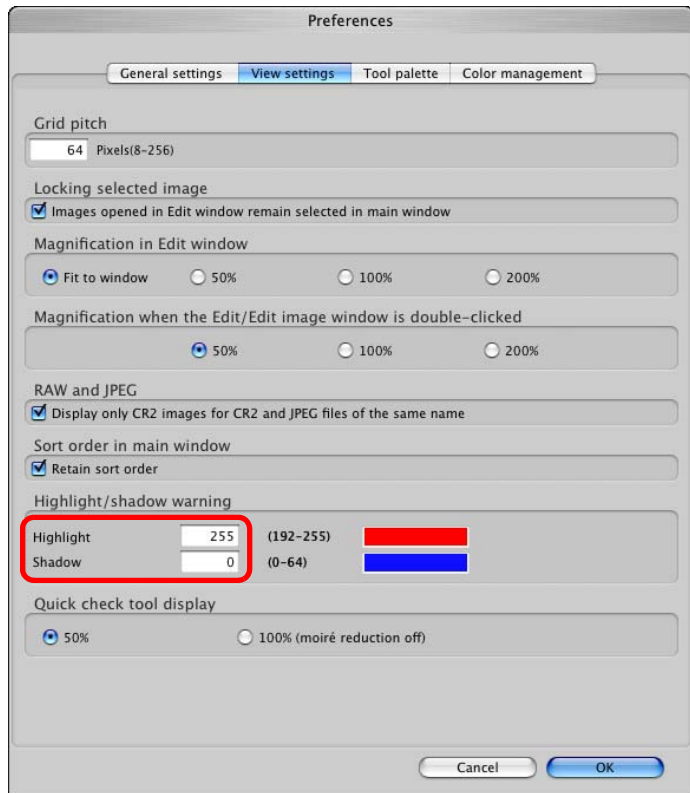 Preferences
General settings View settings Tool palette Color management
Grid pitch
64 Pixels(8-256)
Locking selected image
Images opened in Edit window remain selected in main window
Magnification in Edit window
Fit to window 50% 100% 200%
Magnification when the Edit/Edit image window is double-clicked
50% 100% 200%
RAW and JPEG
Display only CR2 images for CR2 and JPEG files of the same name
Sort order in main window
Retain sort order
Highlight/shadow warning
Highlight 255 (192-255)
Shadow 0 (0-64)
Quick check tool display
50% 100% (moiré reduction off)
Cancel OK